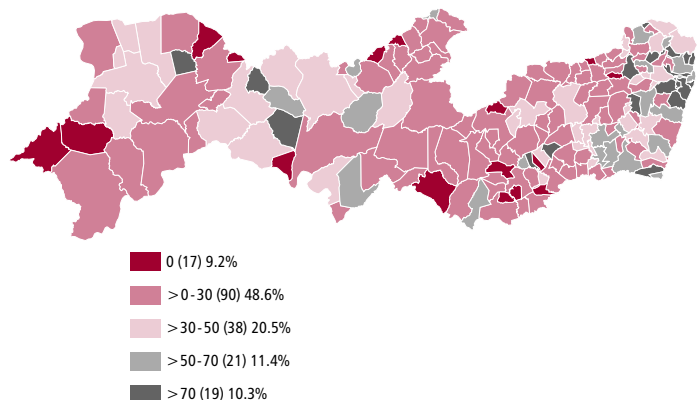 0 (17) 9.2%
>0-30 (90) 48.6%
>30-50 (38) 20.5%
>50-70 (21) 11.4%
>70 (19) 10.3%